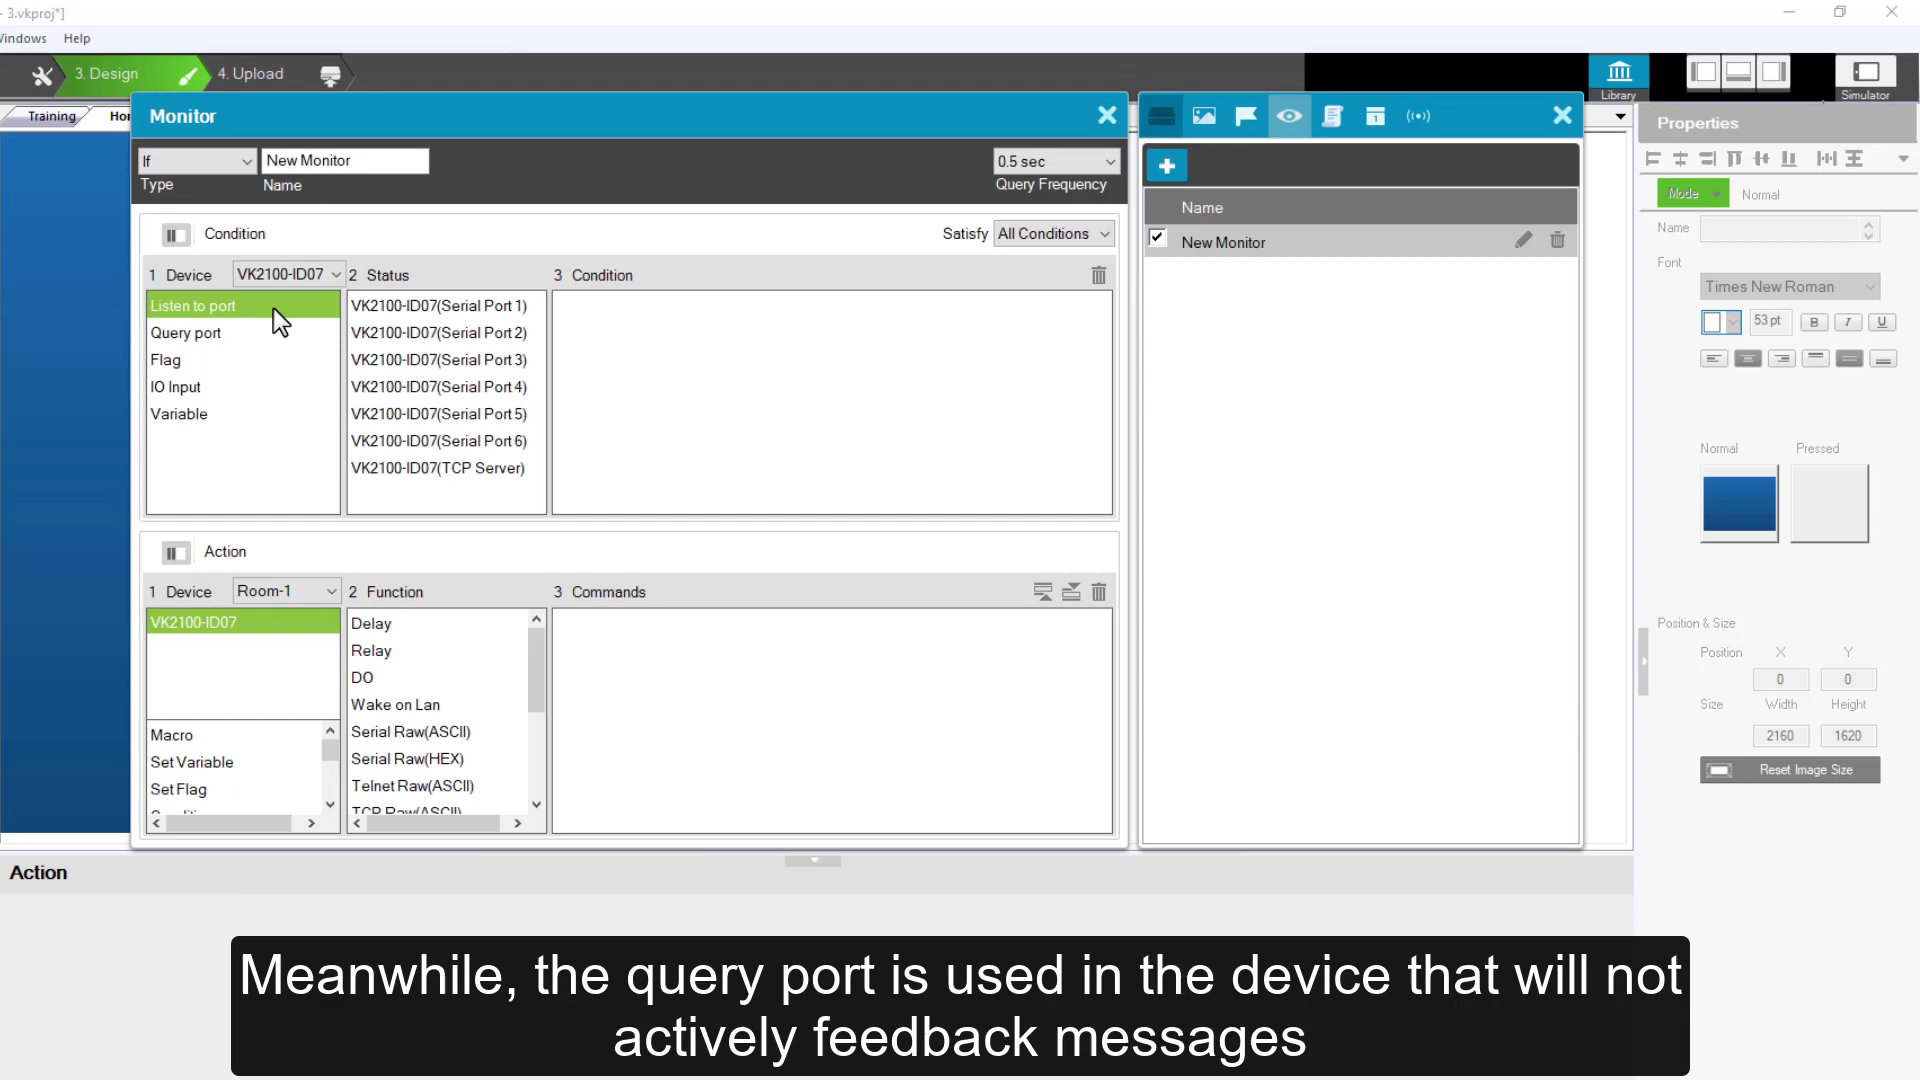 - 3.vkproj*]
Windows Help
3. Design
4. Upload
Library
Simulator
Training
Hor
Monitor
If
New Monitor
0.5 sec
Type
Name
Query Frequency
Condition
Satisfy
All Conditions
1 Device
VK2100-ID07
2 Status
3 Condition
Listen to port
Query port
Flag
IO Input
Variable
VK2100-ID07(Serial Port 1)
VK2100-ID07(Serial Port 2)
VK2100-ID07(Serial Port 3)
VK2100-ID07(Serial Port 4)
VK2100-ID07(Serial Port 5)
VK2100-ID07(Serial Port 6)
VK2100-ID07(TCP Server)
Action
1 Device
Room-1
2 Function
3 Commands
VK2100-ID07
Macro
Set Variable
Set Flag
Delay
Relay
DO
Wake on Lan
Serial Raw(ASCII)
Serial Raw(HEX)
Telnet Raw(ASCII)
TCP Raw(ASCII)
1
Name
New Monitor
Properties
Mode
Normal
Name
Font
Times New Roman
53 pt
B
I
U
Normal
Pressed
Position & Size
Position
X
Y
0
0
Size
Width
Height
2160
1620
Reset Image Size
Action
Meanwhile, the query port is used in the device that will not
actively feedback messages